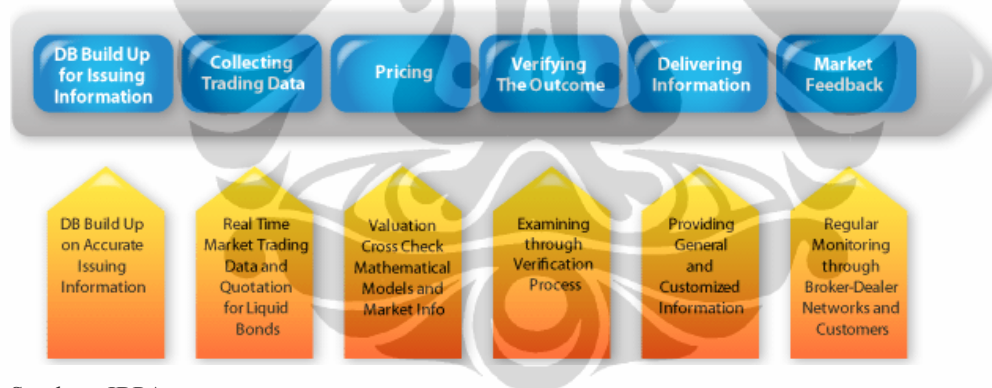 DB Build Up
for Issuing
Information
Collecting
Trading Data
Pricing
Verifying
The Outcome
Delivering
Information
Market
Feedback
DB Build Up
on Accurate
Issuing
Information
Real Time
Market Trading
Data and
Quotation
for Liquid
Bonds
Valuation
Cross Check
Mathematical
Models and
Market Info
Examining
through
Verification
Process
Providing
General
and
Customized
Information
Regular
Monitoring
through
Broker-Dealer
Networks and
Customers